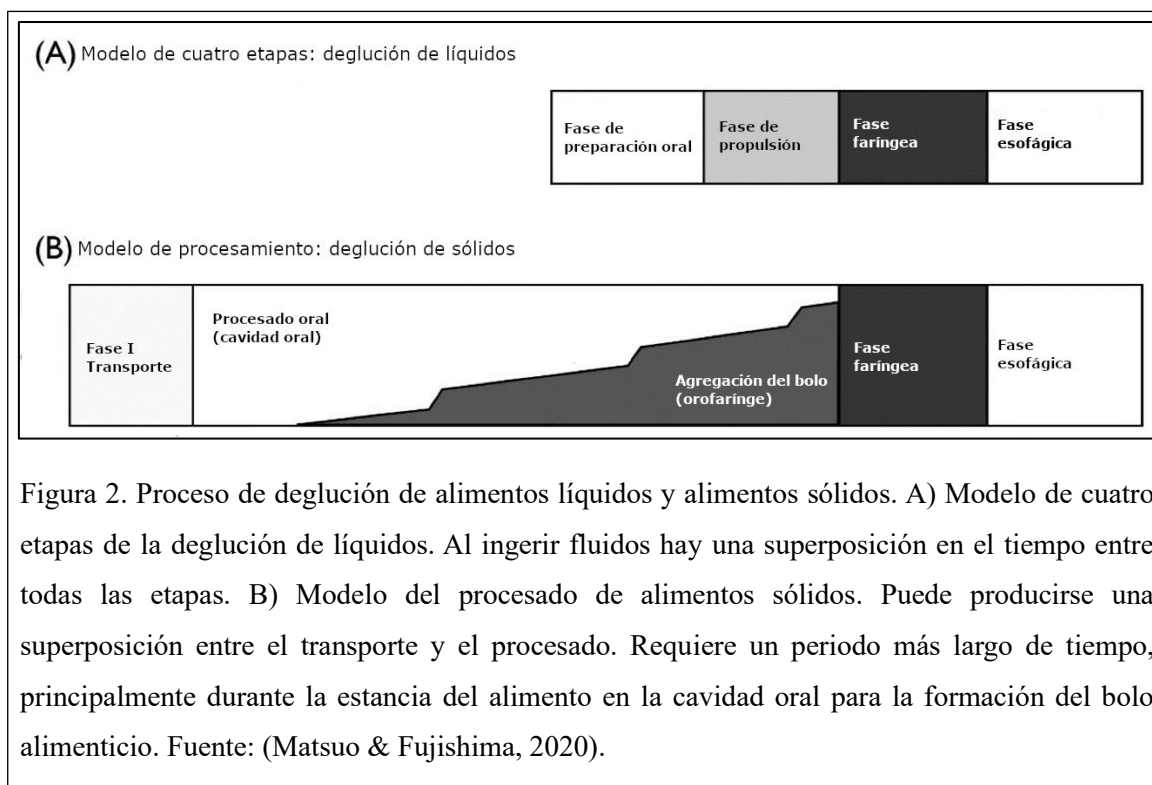 (A) Modelo de cuatro etapas: deglución de líquidos
Fase de
preparación oral
Fase de
propulsión
Fase
faríngea
Fase
esofágica
(B) Modelo de procesamiento: deglución de sólidos
Fase I
Transporte
Procesado oral
(cavidad oral)
Agregación del bolo
(orofarínge)
Fase
faríngea
Fase
esofágica
Figura 2. Proceso de deglución de alimentos líquidos y alimentos sólidos. A) Modelo de cuatro
etapas de la deglución de líquidos. Al ingerir fluidos hay una superposición en el tiempo entre
todas las etapas. B) Modelo del procesado de alimentos sólidos. Puede producirse una
superposición entre el transporte y el procesado. Requiere un periodo más largo de tiempo,
principalmente durante la estancia del alimento en la cavidad oral para la formación del bolo
alimenticio. Fuente: (Matsuo & Fujishima, 2020).